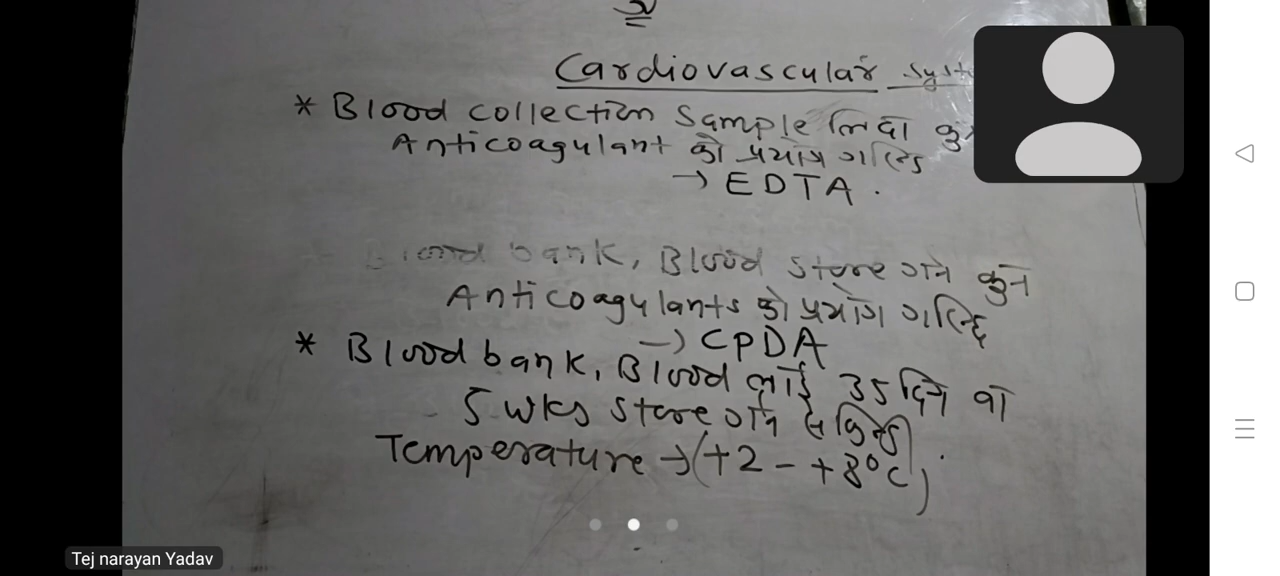 Cardiovascular
* Blood collection Sample लिदा
Anticoagulant को प्रयोग गरिन्छ
→ EDTA .
Blood bank, Blood store गर्न कुन
Anticoagulants को प्रयोग गरिन्छ
→ CPDA
* Blood bank, Blood लाई 35 दिन वा
5 wks store गर्न सकिन्छ
Temperature → (+2 - +8°C)
Tej narayan Yadav